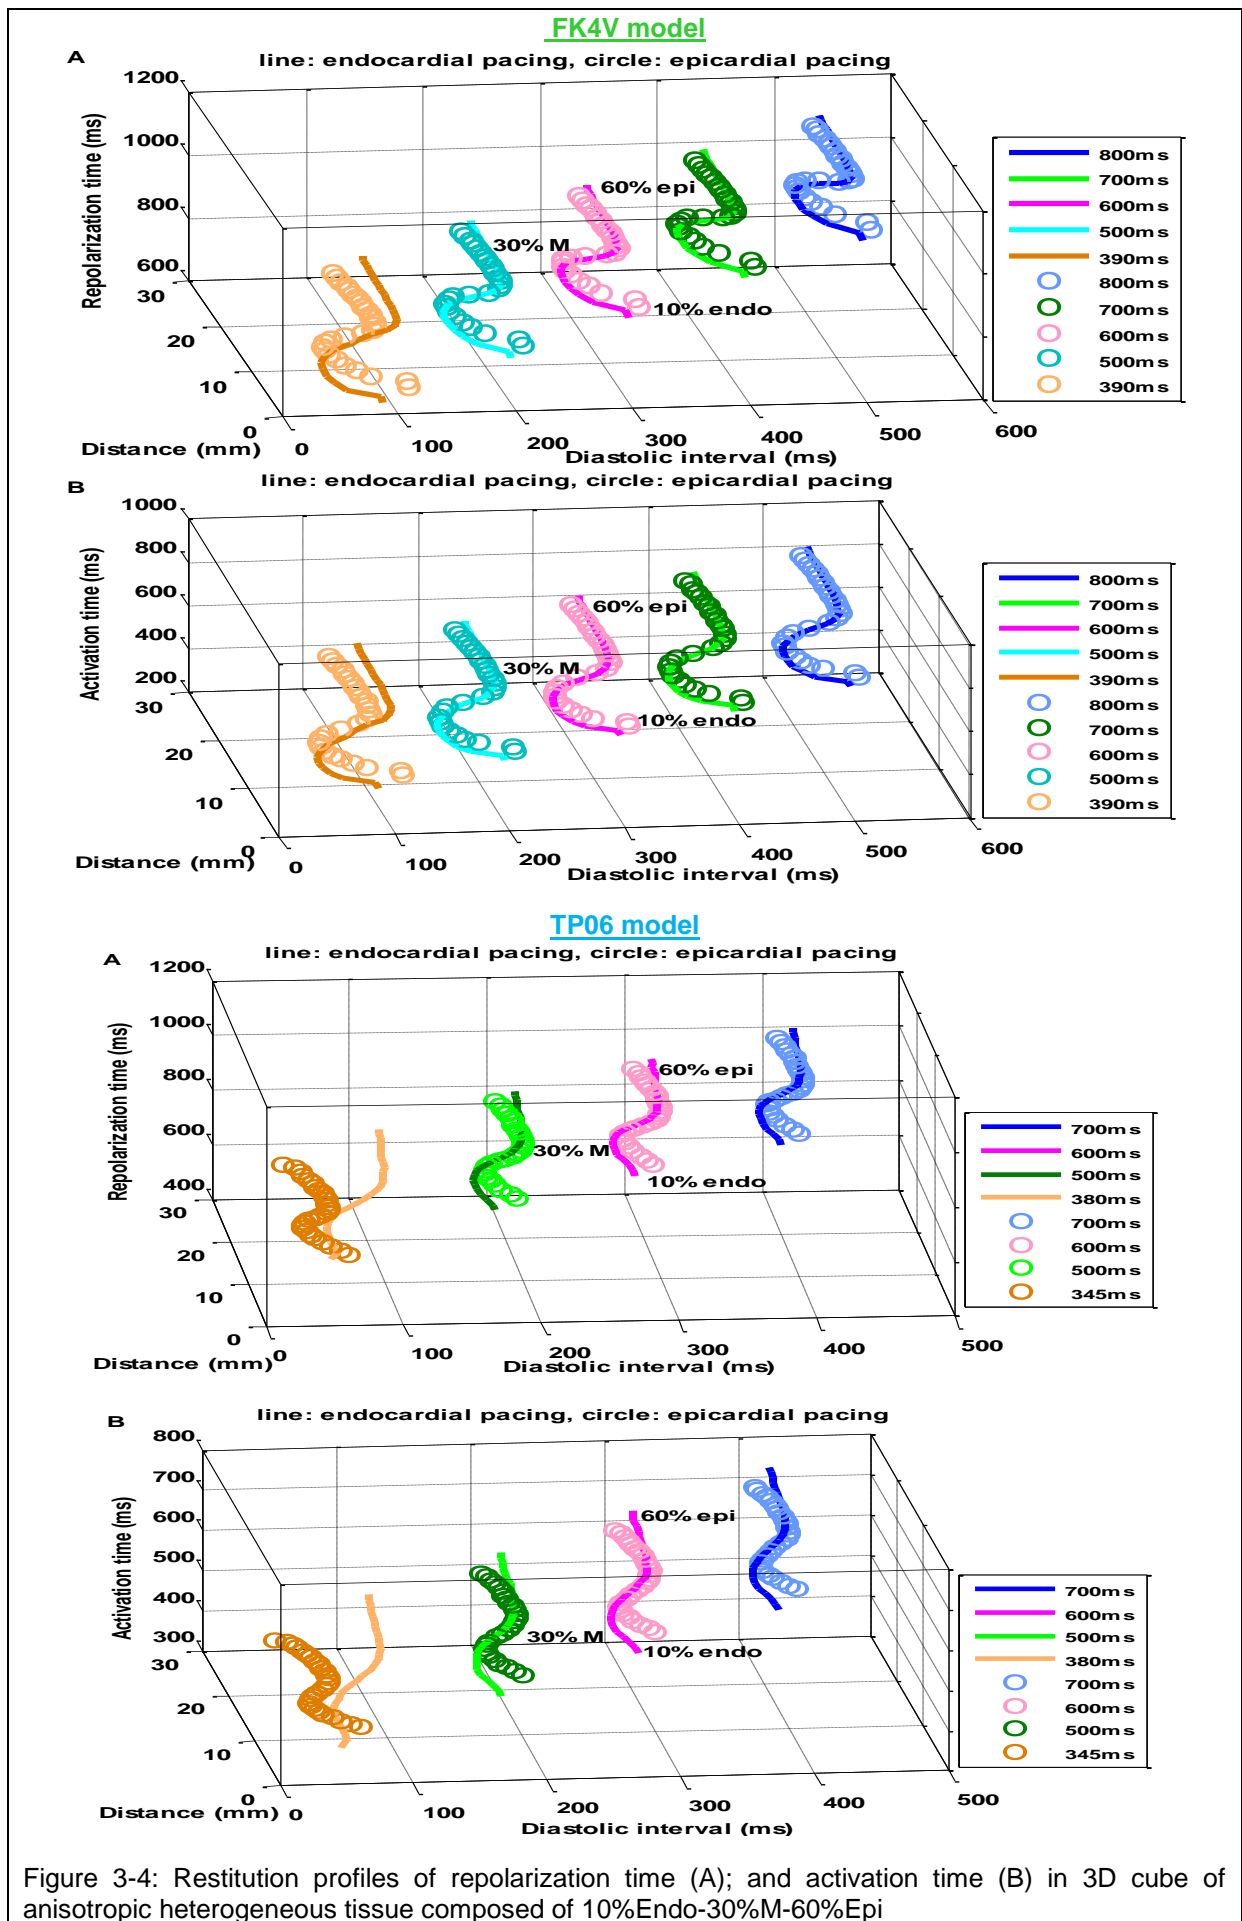 FK4V model
A
line: endocardial pacing, circle: epicardial pacing
Repolarization time (ms)
1200
1000
800
600
30
20
10
0
Distance (mm)
0
100
200
300
400
500
600
Diastolic interval (ms)
60% epi
30% M
10% endo
800ms
700ms
600ms
500ms
390ms
800ms
700ms
600ms
500ms
390ms
B
line: endocardial pacing, circle: epicardial pacing
Activation time (ms)
1000
800
600
400
200
30
20
10
0
Distance (mm)
0
100
200
300
400
500
600
Diastolic interval (ms)
60% epi
30% M
10% endo
800ms
700ms
600ms
500ms
390ms
800ms
700ms
600ms
500ms
390ms
TP06 model
A
line: endocardial pacing, circle: epicardial pacing
Repolarization time (ms)
1200
1000
800
600
400
30
20
10
0
Distance (mm)
0
100
200
300
400
500
Diastolic interval (ms)
60% epi
30% M
10% endo
700ms
600ms
500ms
380ms
700ms
600ms
500ms
345ms
B
line: endocardial pacing, circle: epicardial pacing
Activation time (ms)
800
700
600
500
400
300
30
20
10
0
Distance (mm)
0
100
200
300
400
500
Diastolic interval (ms)
60% epi
30% M
10% endo
700ms
600ms
500ms
380ms
700ms
600ms
500ms
345ms
Figure 3-4: Restitution profiles of repolarization time (A); and activation time (B) in 3D cube of
anisotropic heterogeneous tissue composed of 10%Endo-30%M-60%Epi